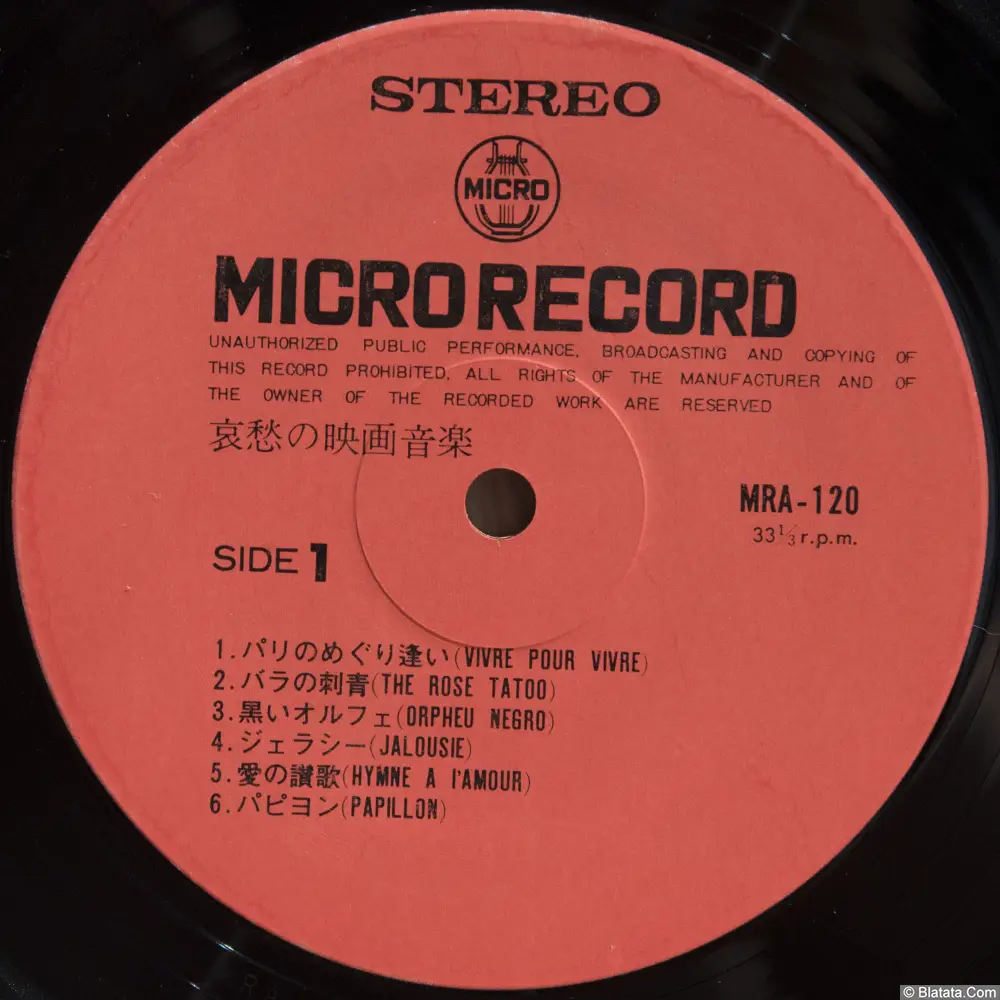 STEREO
MICRO
MICRO RECORD
UNAUTHORIZED PUBLIC PERFORMANCE, BROADCASTING AND COPYING OF
THIS RECORD PROHIBITED, ALL RIGHTS OF THE MANUFACTURER AND OF
THE OWNER OF THE RECORDED WORK ARE RESERVED
哀愁の映画音楽
MRA-120
33⅓ r.p.m.
SIDE 1
1.パリのめぐり逢い(VIVRE POUR VIVRE)
2.バラの刺青(THE ROSE TATOO)
3.黒いオルフェ(ORPHEU NEGRO)
4.ジェラシー(JALOUSIE)
5.愛の讃歌(HYMNE A l'AMOUR)
6.パピヨン(PAPILLON)
© Blatata.Com